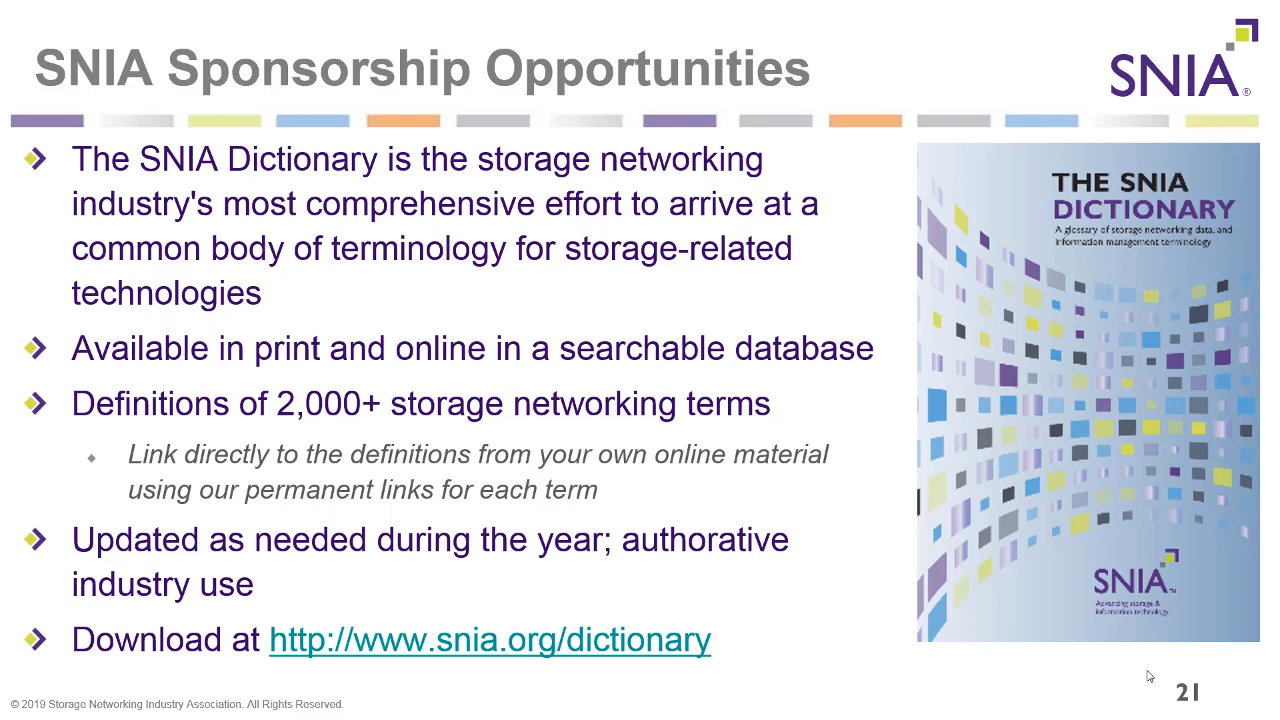 SNIA Sponsorship Opportunities
SNIA®
The SNIA Dictionary is the storage networking
industry's most comprehensive effort to arrive at a
common body of terminology for storage-related
technologies
Available in print and online in a searchable database
Definitions of 2,000+ storage networking terms
Link directly to the definitions from your own online material
using our permanent links for each term
Updated as needed during the year; authorative
industry use
Download at http://www.snia.org/dictionary
THE SNIA
DICTIONARY
A glossary of storage networking data, and
information management terminology
SNIA™
Advancing storage &
information technology
© 2019 Storage Networking Industry Association. All Rights Reserved.
21